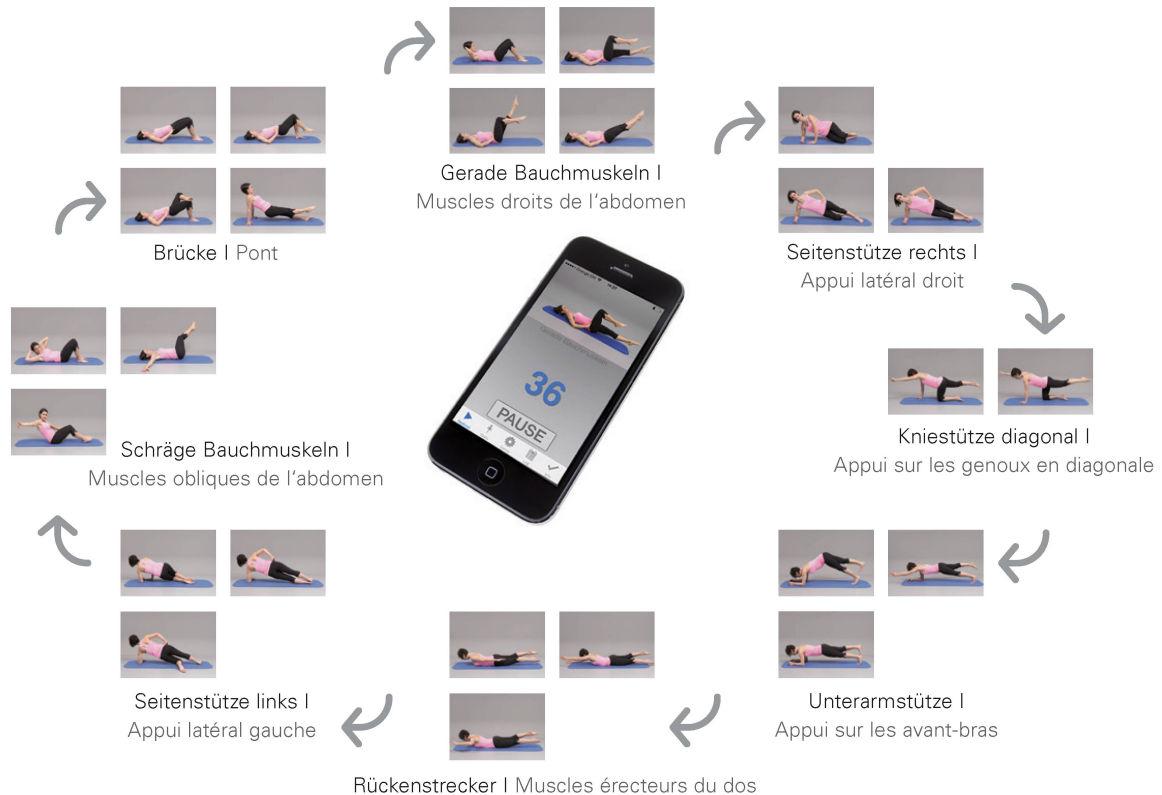 Gerade Bauchmuskeln I
Muscles droits de l‘abdomen
Brücke I Pont
Seitenstütze rechts I
Appui latéral droit
Gerade Bauchmuskeln
36
PAUSE
Kniestütze diagonal I
Appui sur les genoux en diagonale
Schräge Bauchmuskeln I
Muscles obliques de l‘abdomen
Seitenstütze links I
Appui latéral gauche
Unterarmstütze I
Appui sur les avant-bras
Rückenstrecker I Muscles érecteurs du dos